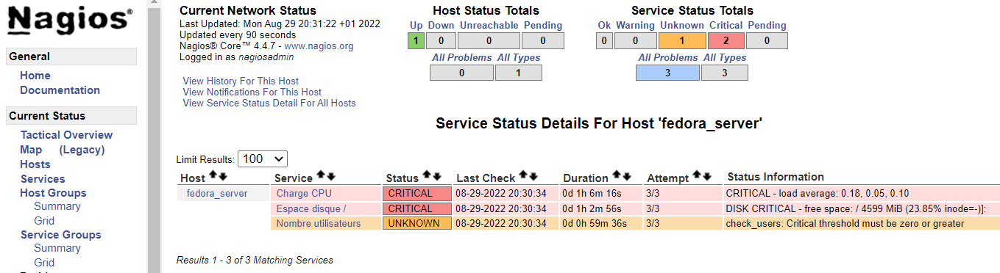 Nagios®
General
Home
Documentation
Current Status
Tactical Overview
Map (Legacy)
Hosts
Services
Host Groups
Summary
Grid
Service Groups
Summary
Grid
Current Network Status
Last Updated: Mon Aug 29 20:31:22 +01 2022
Updated every 90 seconds
Nagios® Core™ 4.4.7 - www.nagios.org
Logged in as nagiosadmin
View History For This Host
View Notifications For This Host
View Service Status Detail For All Hosts
Host Status Totals
Up Down Unreachable Pending
1 0 0 0
All Problems All Types
0 1
Service Status Totals
Ok Warning Unknown Critical Pending
0 0 1 2 0
All Problems All Types
3 3
Service Status Details For Host 'fedora_server'
Limit Results: 100
Host Service Status Last Check Duration Attempt Status Information
fedora_server Charge CPU CRITICAL 08-29-2022 20:30:34 0d 1h 6m 16s 3/3 CRITICAL - load average: 0.18, 0.05, 0.10
Espace disque / CRITICAL 08-29-2022 20:30:34 0d 1h 2m 56s 3/3 DISK CRITICAL - free space: / 4599 MiB (23.85% inode=-)]:
Nombre utilisateurs UNKNOWN 08-29-2022 20:30:34 0d 0h 59m 36s 3/3 check_users: Critical threshold must be zero or greater
Results 1 - 3 of 3 Matching Services